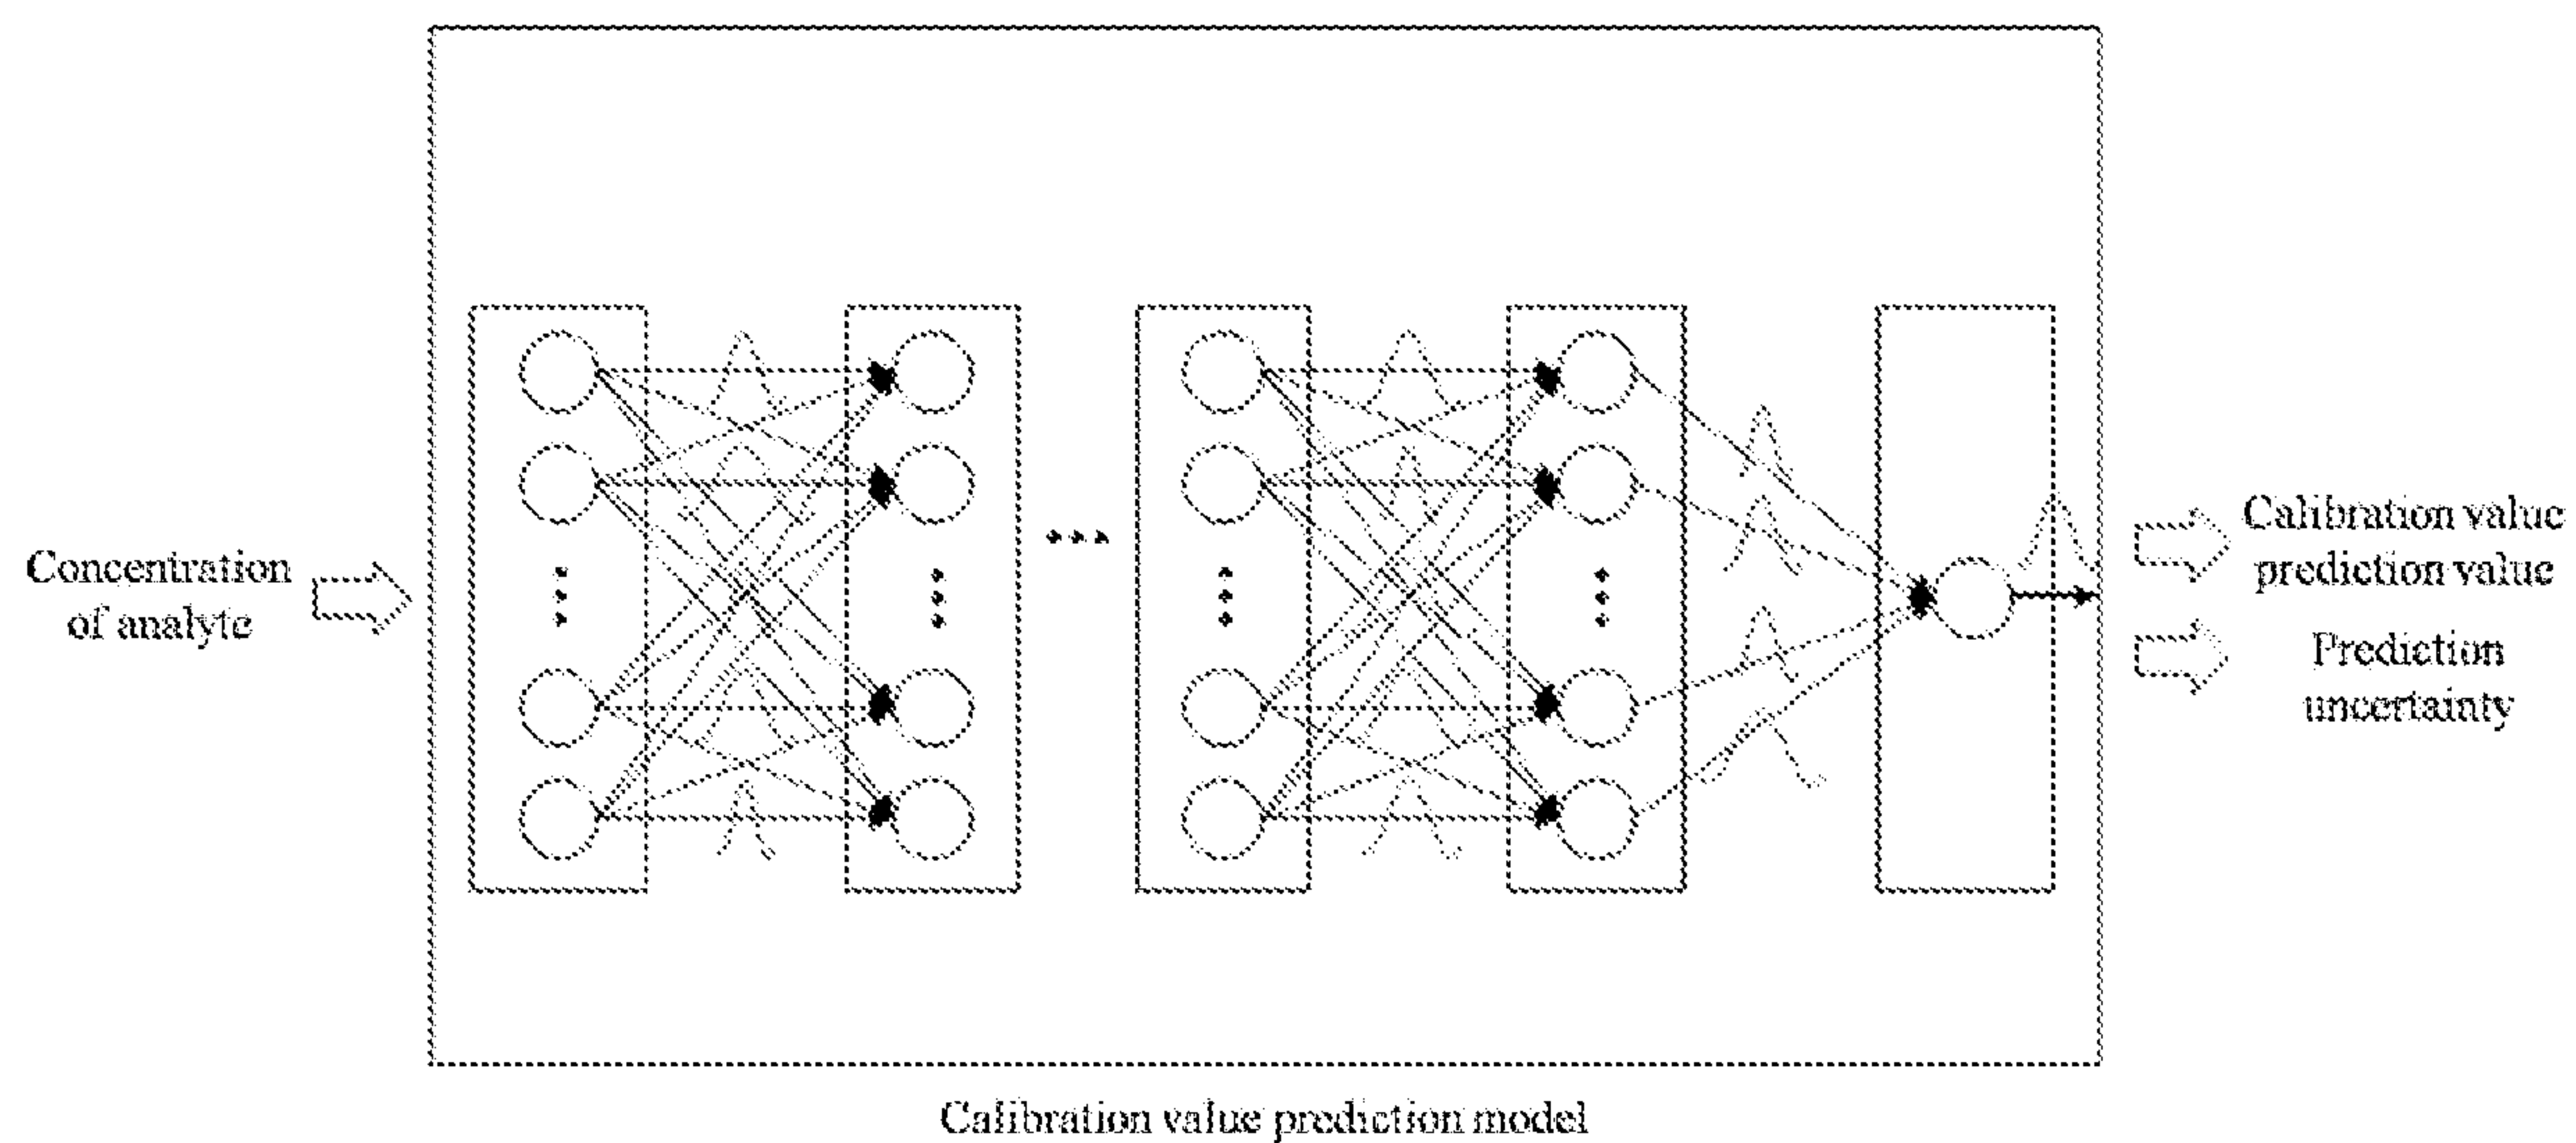 Concentration
of analyte
Calibration value
prediction value
Prediction
uncertainty
Calibration value prediction model